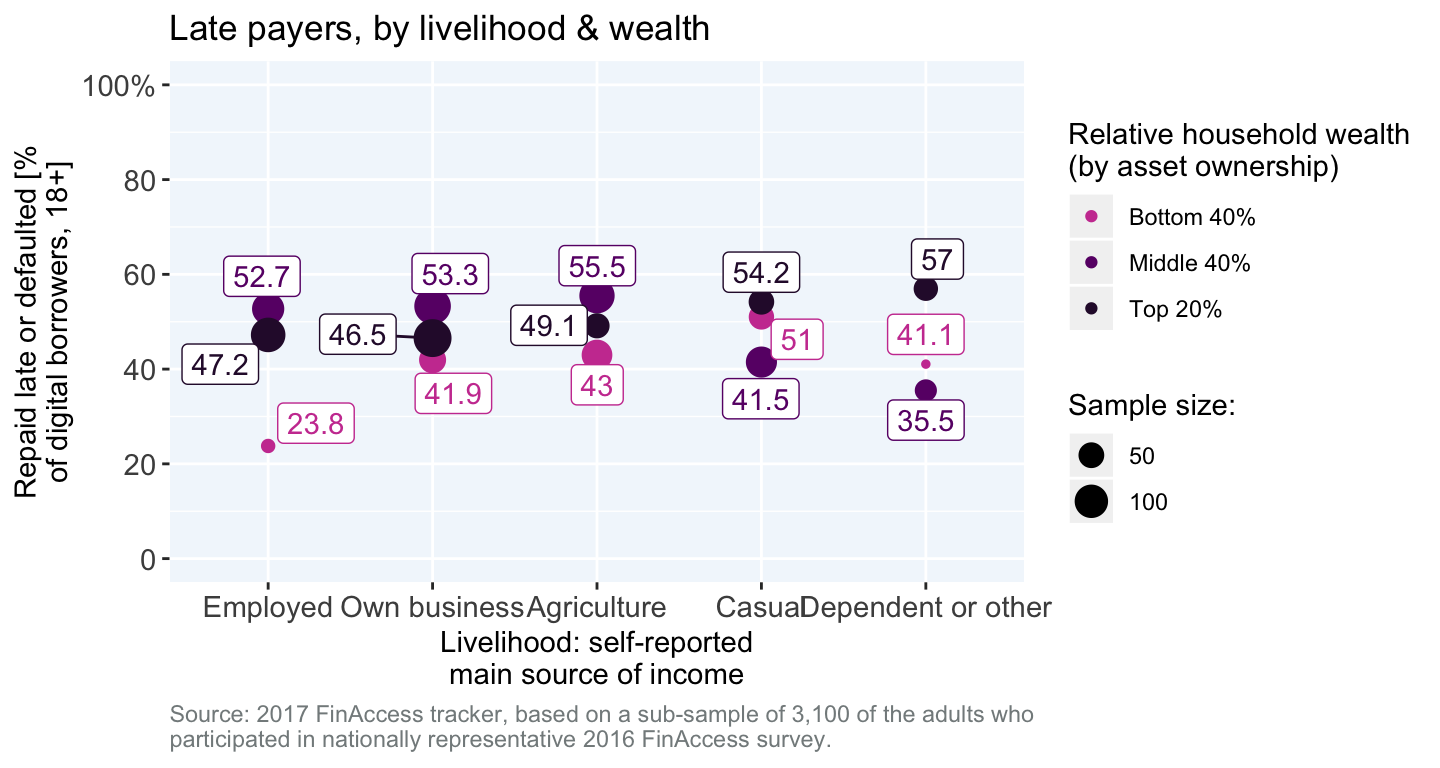 Late payers, by livelihood & wealth
Repaid late or defaulted [%
of digital borrowers, 18+]
100%
80
60
40
20
0
52.7
47.2
23.8
53.3
46.5
41.9
55.5
49.1
43
54.2
51
41.5
57
41.1
35.5
Employed
Own business
Agriculture
Casual
Dependent or other
Livelihood: self-reported
main source of income
Relative household wealth
(by asset ownership)
Bottom 40%
Middle 40%
Top 20%
Sample size:
50
100
Source: 2017 FinAccess tracker, based on a sub-sample of 3,100 of the adults who
participated in nationally representative 2016 FinAccess survey.